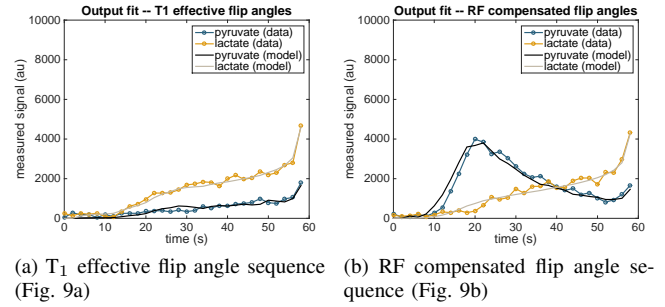 Output fit -- T1 effective flip angles
10000
8000
6000
4000
2000
0
measured signal (au)
pyruvate (data)
lactate (data)
pyruvate (model)
lactate (model)
0 10 20 30 40 50 60
time (s)
Output fit -- RF compensated flip angles
10000
8000
6000
4000
2000
0
measured signal (au)
pyruvate (data)
lactate (data)
pyruvate (model)
lactate (model)
0 10 20 30 40 50 60
time (s)
(a) T₁ effective flip angle sequence
(Fig. 9a)
(b) RF compensated flip angle se-
quence (Fig. 9b)